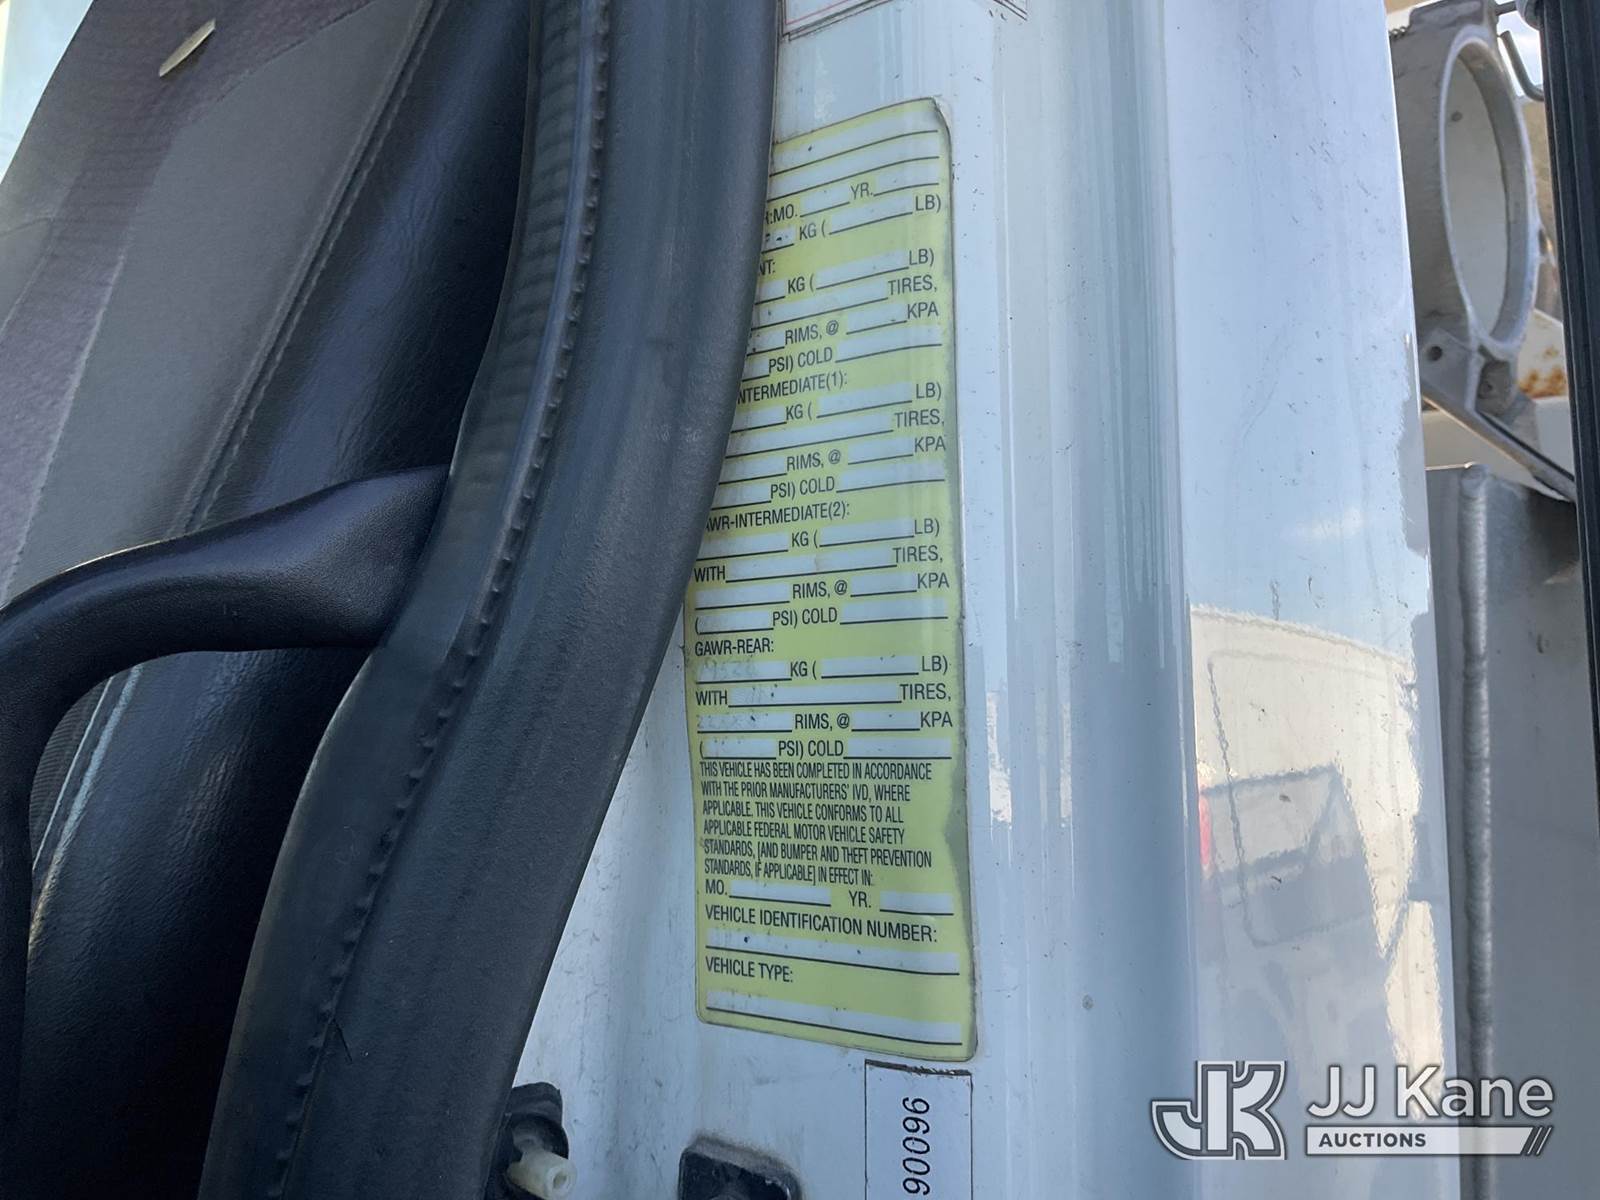 YR.
:MO. LB)
KG (
NT: LB)
KG ( TIRES,
KPA
RIMS, @
PSI) COLD
NTERMEDIATE(1):
LB)
KG ( TIRES,
KPA
RIMS, @
PSI) COLD
AWR-INTERMEDIATE(2):
KG ( LB)
WITH TIRES,
RIMS, @ KPA
( PSI) COLD
GAWR-REAR:
KG ( LB)
WITH TIRES,
RIMS, @ KPA
( PSI) COLD
THIS VEHICLE HAS BEEN COMPLETED IN ACCORDANCE
WITH THE PRIOR MANUFACTURERS' IVD, WHERE
APPLICABLE. THIS VEHICLE CONFORMS TO ALL
APPLICABLE FEDERAL MOTOR VEHICLE SAFETY
STANDARDS, [AND BUMPER AND THEFT PREVENTION
STANDARDS, IF APPLICABLE] IN EFFECT IN:
MO. YR.
VEHICLE IDENTIFICATION NUMBER:
VEHICLE TYPE:
90096
JJ Kane
AUCTIONS